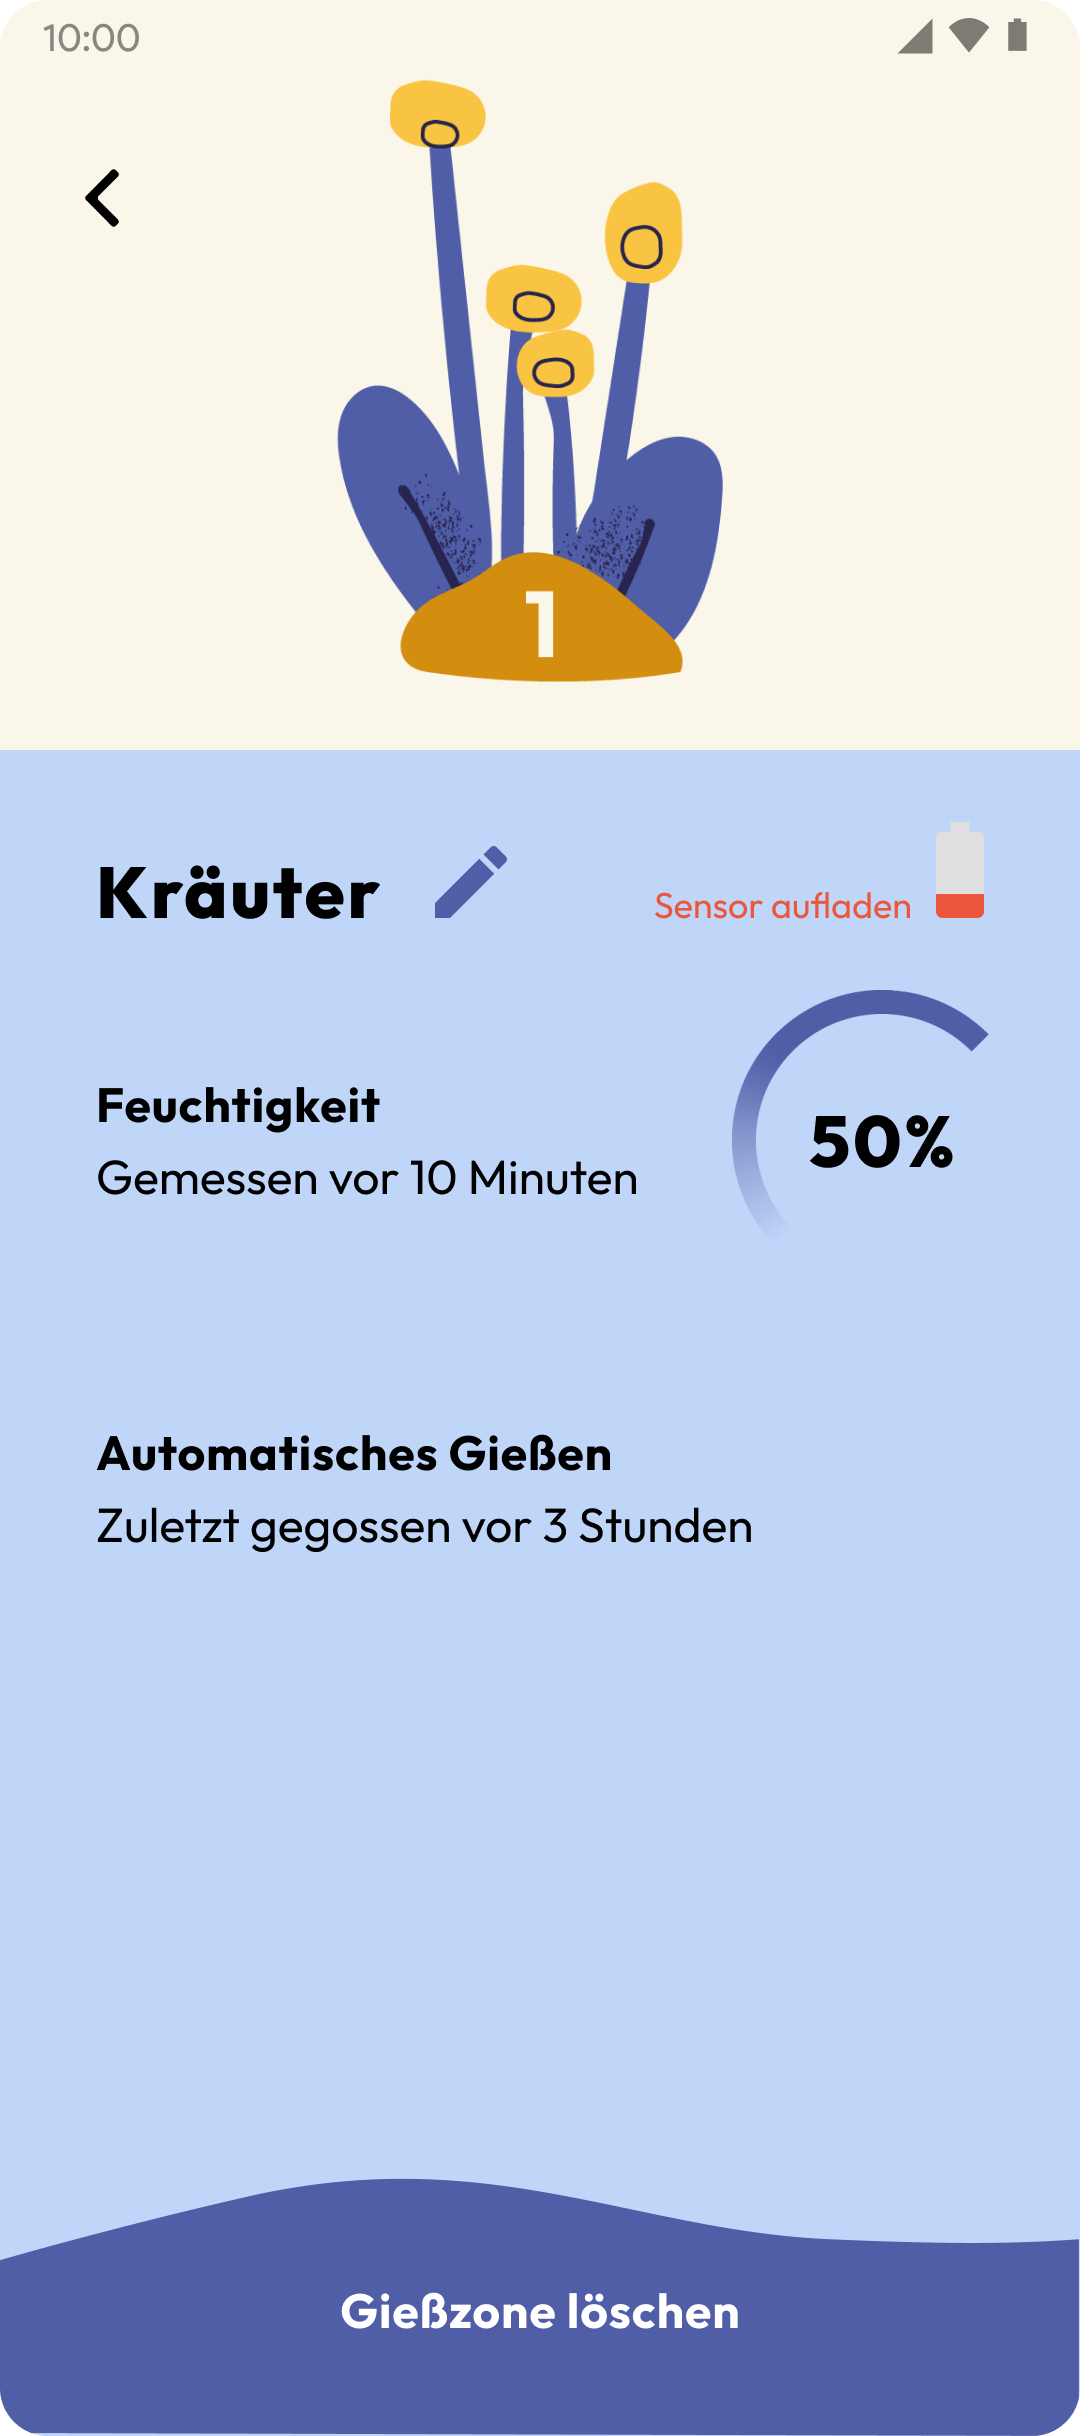 10:00
1
Kräuter
Sensor aufladen
Feuchtigkeit
Gemessen vor 10 Minuten
50%
Automatisches Gießen
Zuletzt gegossen vor 3 Stunden
Gießzone löschen